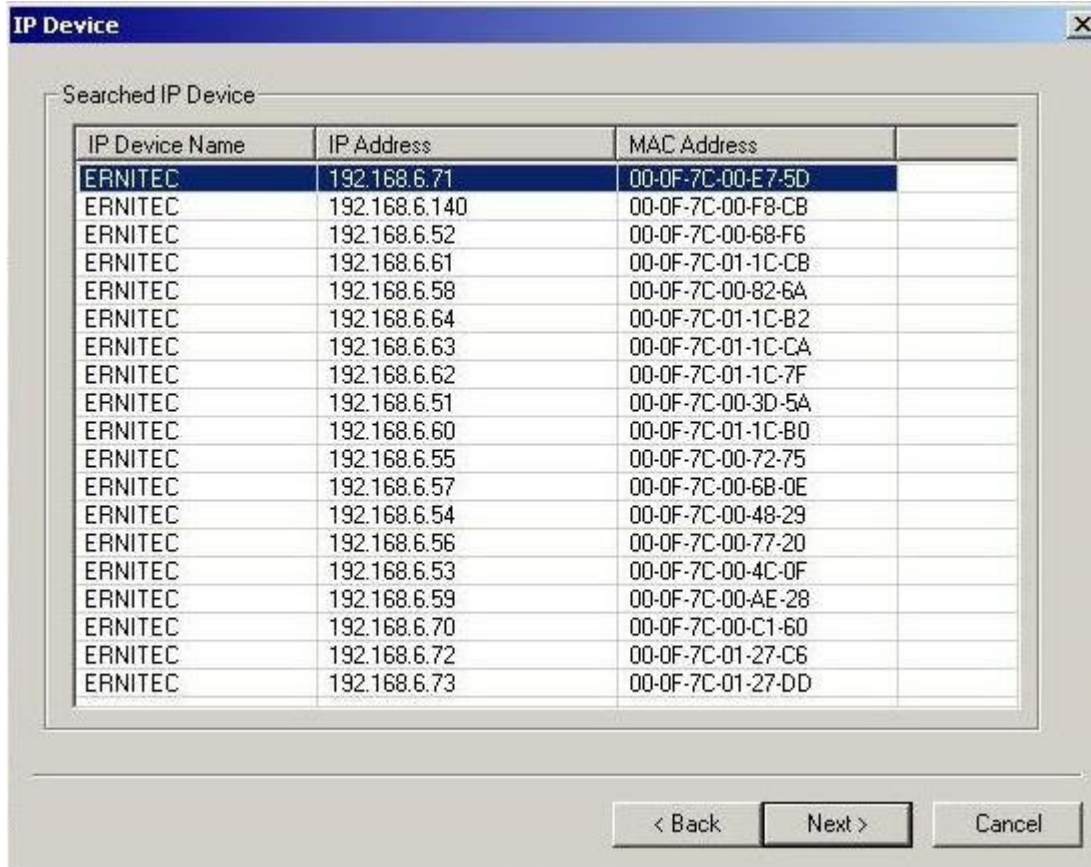 IP Device
Searched IP Device
IP Device Name IP Address MAC Address
ERNITEC 192.168.6.71 00-0F-7C-00-E7-5D
ERNITEC 192.168.6.140 00-0F-7C-00-F8-CB
ERNITEC 192.168.6.52 00-0F-7C-00-68-F6
ERNITEC 192.168.6.61 00-0F-7C-01-1C-CB
ERNITEC 192.168.6.58 00-0F-7C-00-82-6A
ERNITEC 192.168.6.64 00-0F-7C-01-1C-B2
ERNITEC 192.168.6.63 00-0F-7C-01-1C-CA
ERNITEC 192.168.6.62 00-0F-7C-01-1C-7F
ERNITEC 192.168.6.51 00-0F-7C-00-3D-5A
ERNITEC 192.168.6.60 00-0F-7C-01-1C-B0
ERNITEC 192.168.6.55 00-0F-7C-00-72-75
ERNITEC 192.168.6.57 00-0F-7C-00-6B-0E
ERNITEC 192.168.6.54 00-0F-7C-00-48-29
ERNITEC 192.168.6.56 00-0F-7C-00-77-20
ERNITEC 192.168.6.53 00-0F-7C-00-4C-0F
ERNITEC 192.168.6.59 00-0F-7C-00-AE-28
ERNITEC 192.168.6.70 00-0F-7C-00-C1-60
ERNITEC 192.168.6.72 00-0F-7C-01-27-C6
ERNITEC 192.168.6.73 00-0F-7C-01-27-DD
< Back Next > Cancel